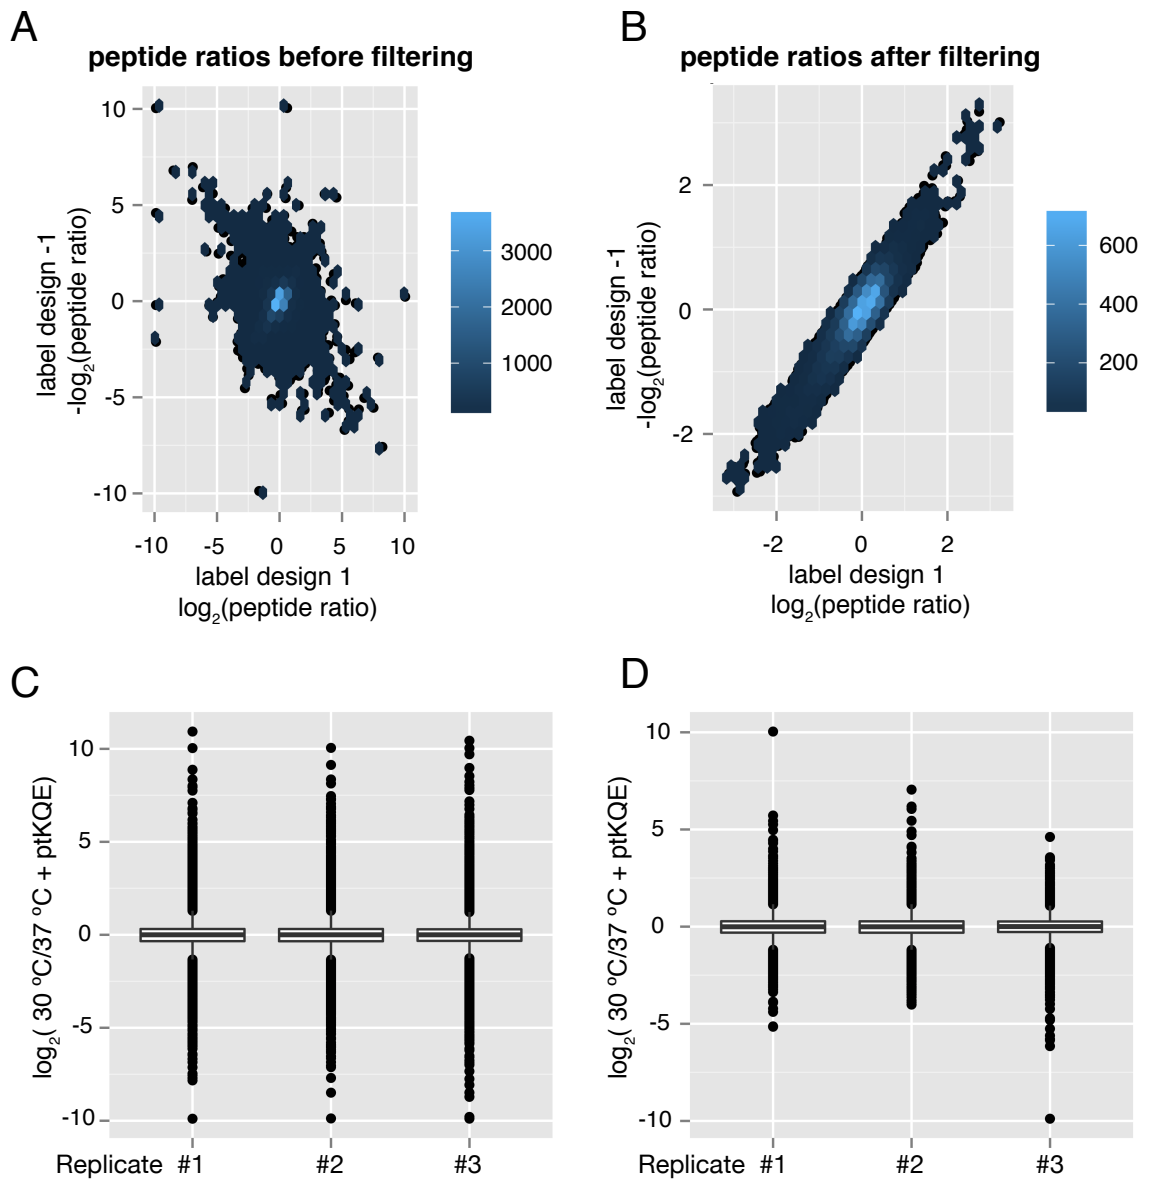 A
peptide ratios before filtering
label design -1
-log2(peptide ratio)
10
5
0
-5
-10
-10 -5 0 5 10
label design 1
log2(peptide ratio)
3000
2000
1000
B
peptide ratios after filtering
label design -1
-log2(peptide ratio)
2
0
-2
-2 0 2
label design 1
log2(peptide ratio)
600
400
200
C
log2( 30 ºC/37 ºC + ptKQE)
10
5
0
-5
-10
Replicate #1 #2 #3
D
log2( 30 ºC/37 ºC + ptKQE)
10
5
0
-5
-10
Replicate #1 #2 #3